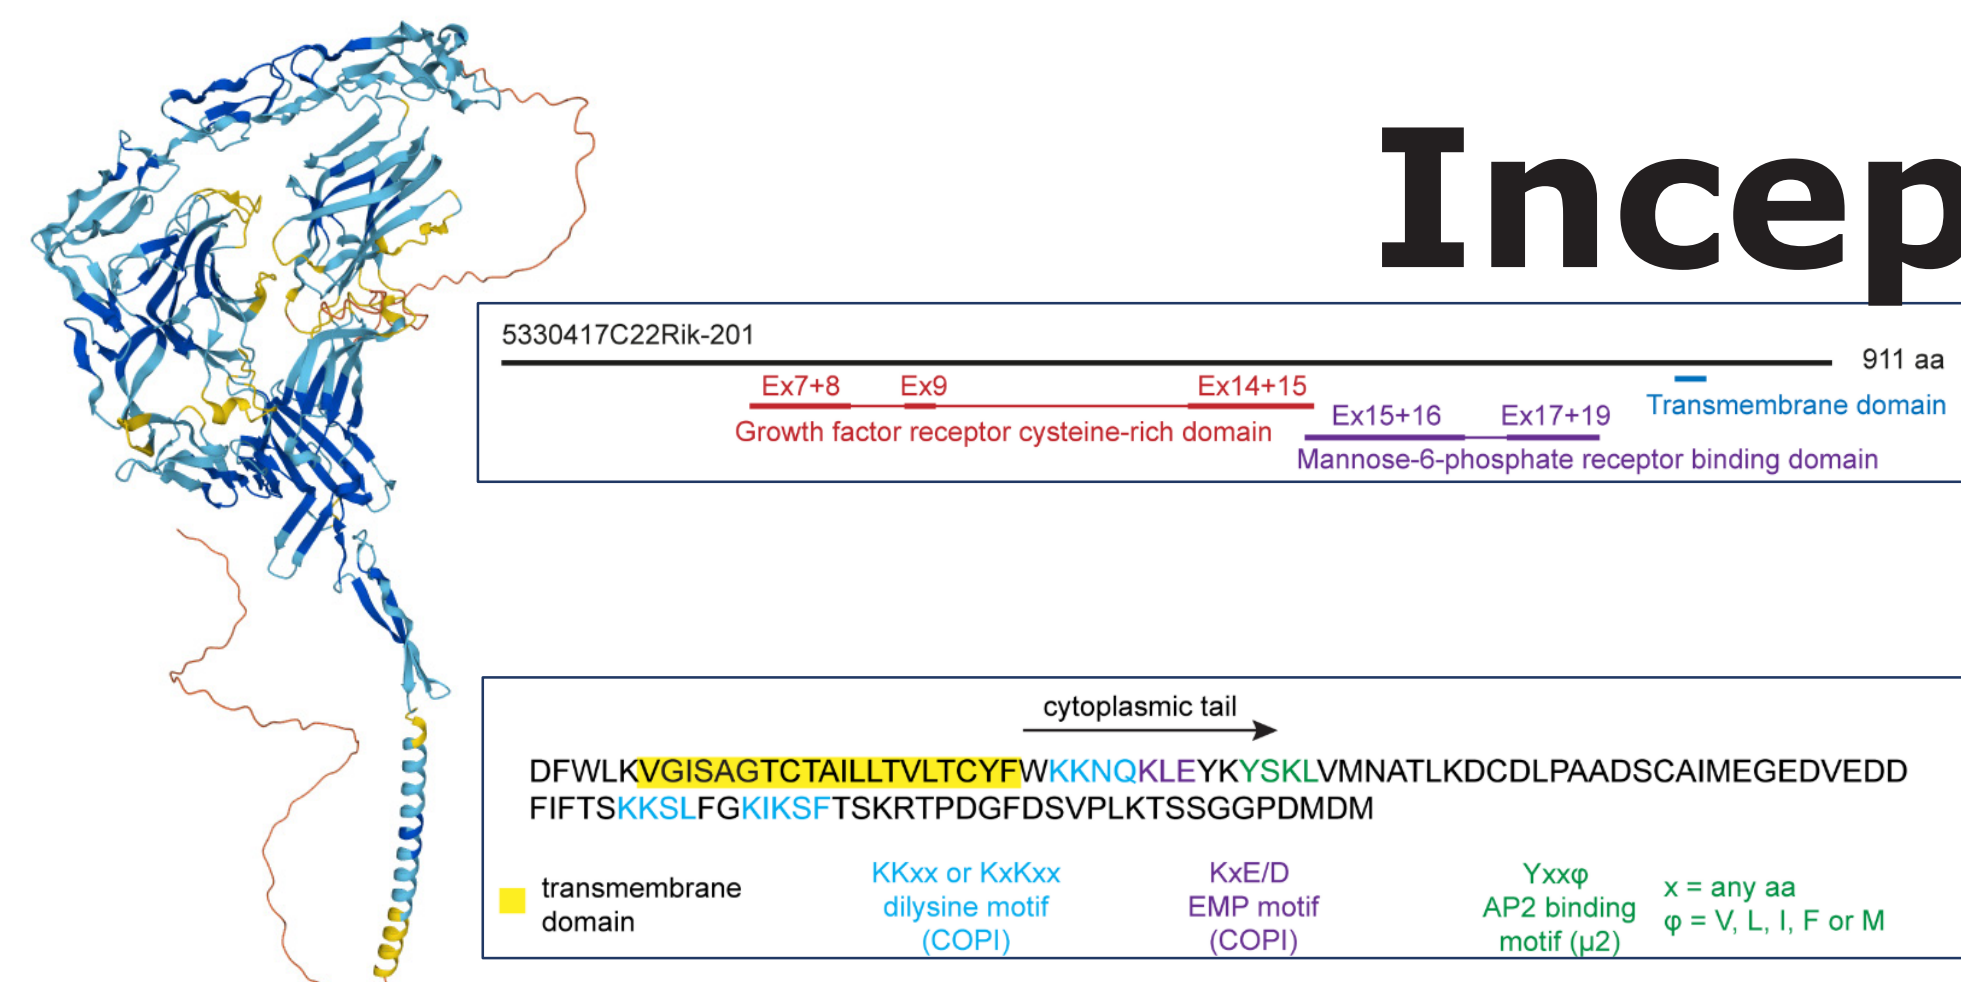 Incep
5330417C22Rik-201
911 aa
Ex7+8 Ex9 Ex14+15
Growth factor receptor cysteine-rich domain
Ex15+16 Ex17+19
Mannose-6-phosphate receptor binding domain
Transmembrane domain
cytoplasmic tail
DFWLKVGISAGTCTAILLTVLTCYFWKKNQKLEYKYSKLVMNATLKDCDLPAADSCAIMEGEDVEDD
FIFTSKKSLFGKIKSFTSKRTPDGFDSVPLKTSSGGPDMDM
transmembrane
domain
KKxx or KxKxx
dilysine motif
(COPI)
KxE/D
EMP motif
(COPI)
Yxxφ
AP2 binding
motif (μ2)
x = any aa
φ = V, L, I, F or M